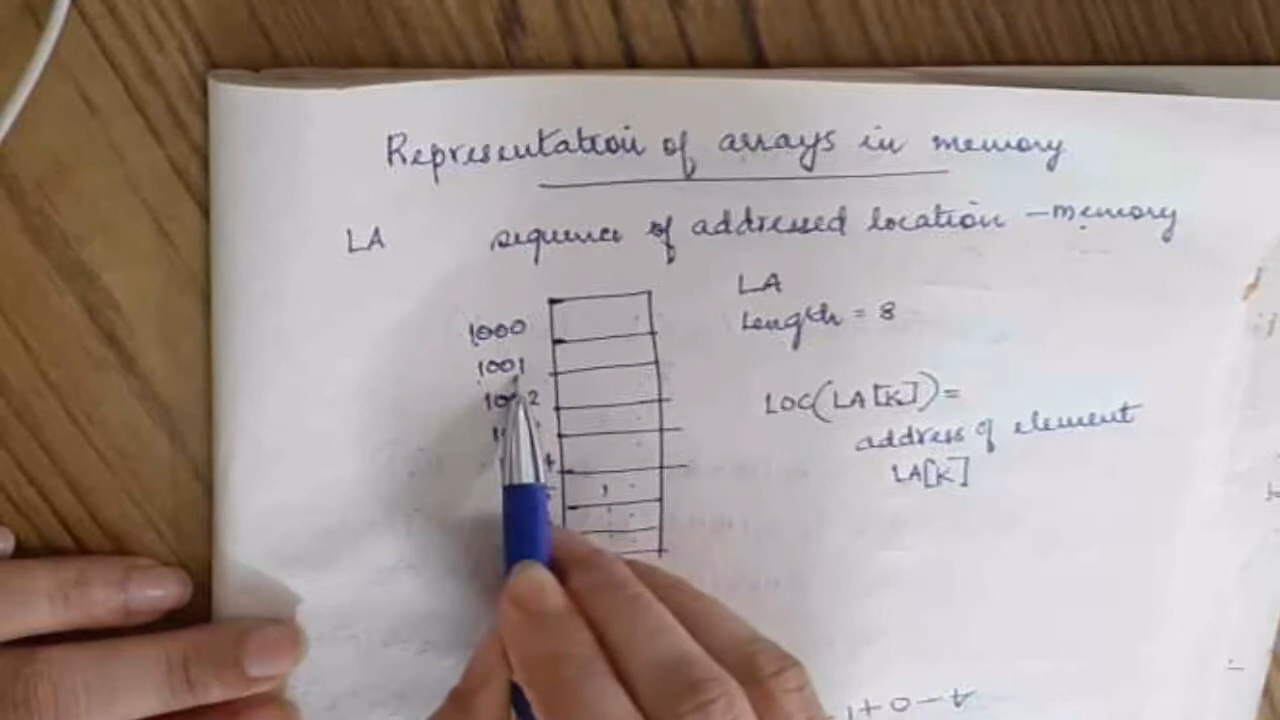 Representation of arrays in memory
LA sequence of addressed location - memory
LA
Length = 8
1000
1001
LOC(LA[K]) =
address of element
LA[K]